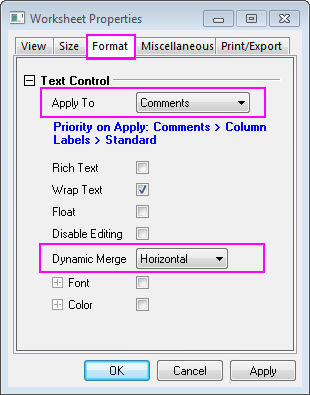 Worksheet Properties
View Size Format Miscellaneous Print/Export
Text Control
Apply To Comments
Priority on Apply: Comments > Column
Labels > Standard
Rich Text
Wrap Text
Float
Disable Editing
Dynamic Merge Horizontal
Font
Color
OK Cancel Apply